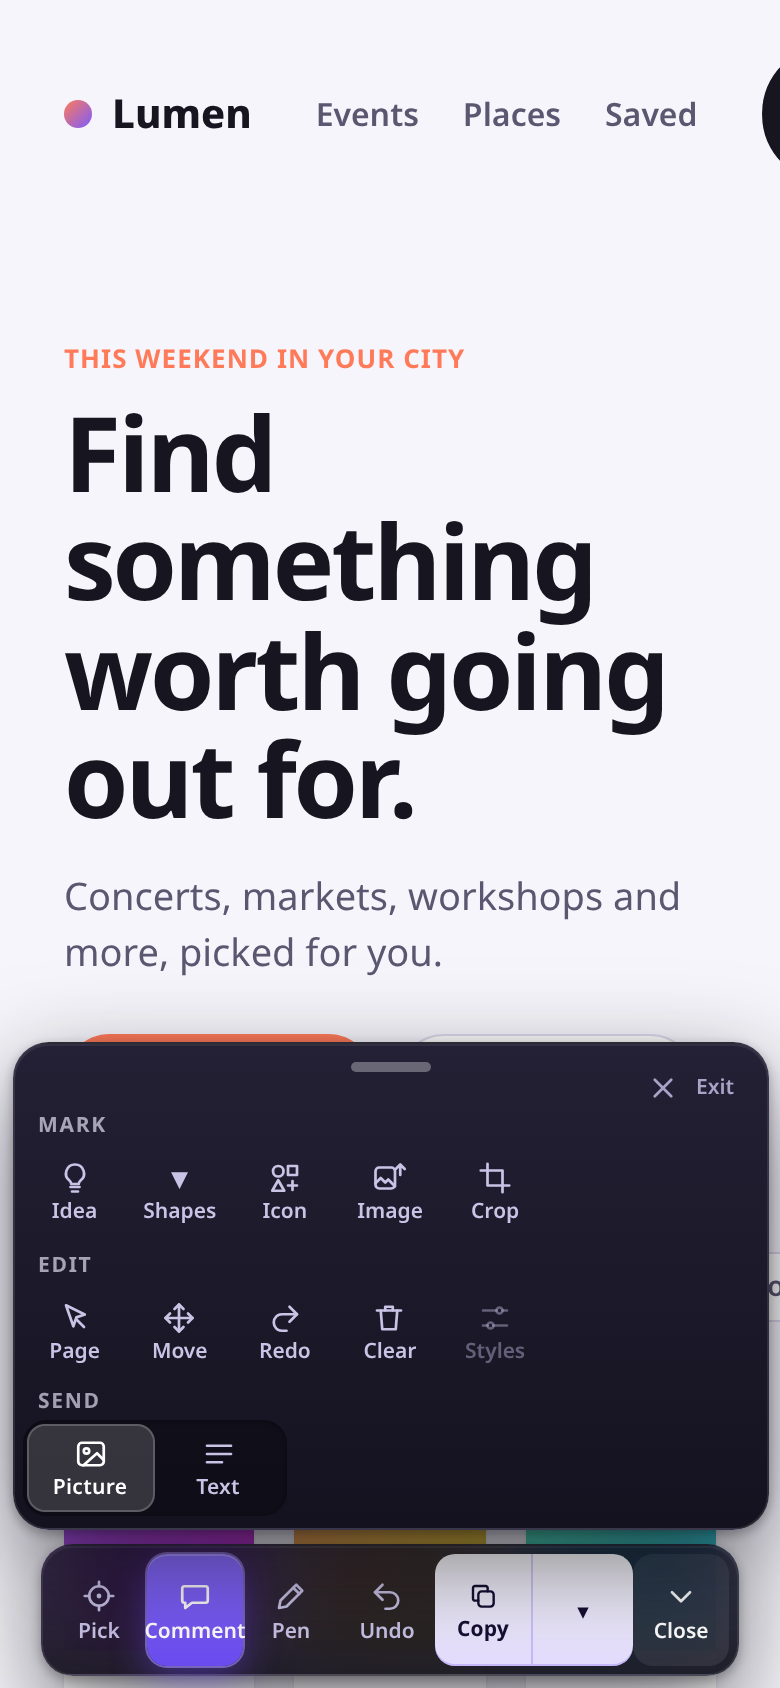 Lumen Events Places Saved
THIS WEEKEND IN YOUR CITY
Find
something
worth going
out for.
Concerts, markets, workshops and
more, picked for you.
Exit
MARK
Idea Shapes Icon Image Crop
EDIT
Page Move Redo Clear Styles
SEND
Picture Text
Pick Comment Pen Undo Copy Close